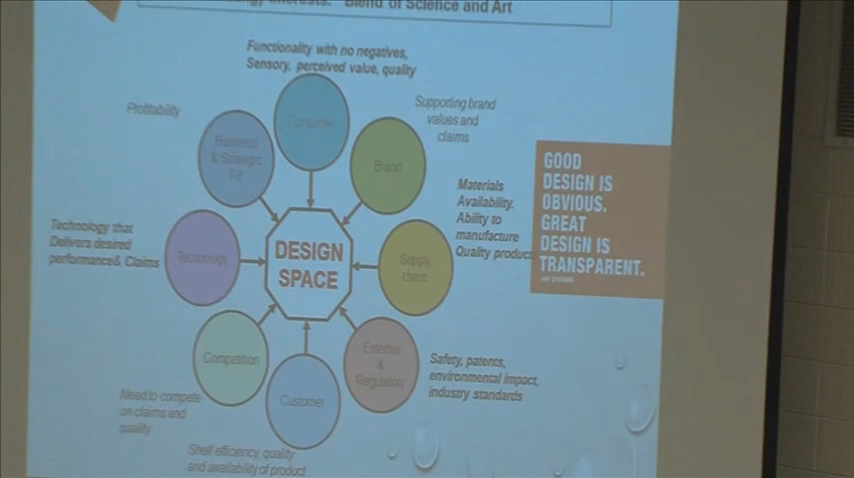 Interests: Blend of Science and Art
Functionality with no negatives,
Sensory, perceived value, quality
Profitability
Supporting brand
values and
claims
Consumer
Business
& Strategic
Fit
Brand
GOOD
DESIGN IS
OBVIOUS.
GREAT
DESIGN IS
TRANSPARENT.
Materials
Availability.
Ability to
manufacture
Quality product
Technology that
Delivers desired
performance& Claims
Technology
DESIGN
SPACE
Supply
chain
Competition
External
&
Regulatory
Customer
Safety, patents,
environmental impact,
industry standards
Need to compete
on claims and
quality
Shelf efficiency, quality
and availability of product